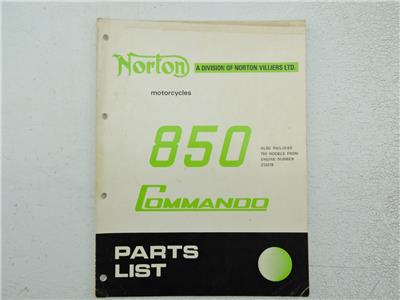 Norton
A DIVISION OF NORTON VILLIERS LTD.
motorcycles
850
ALSO INCLUDES
750 MODELS FROM
ENGINE NUMBER
COMMANDO
PARTS
LIST